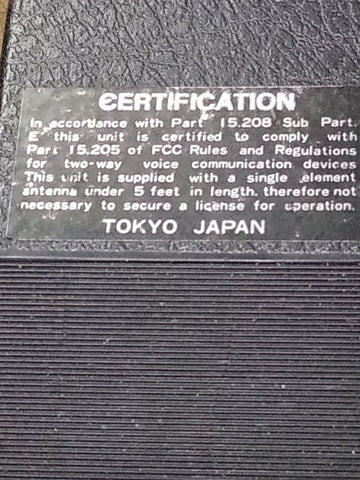 CERTIFICATION
In accordance with Part 15.208 Sub Part.
E this unit is certified to comply with
Part 15.205 of FCC Rules and Regulations
for two-way voice communication devices
This unit is supplied with a single element
antenna under 5 feet in length. therefore not
necessary to secure a license for operation.
TOKYO JAPAN